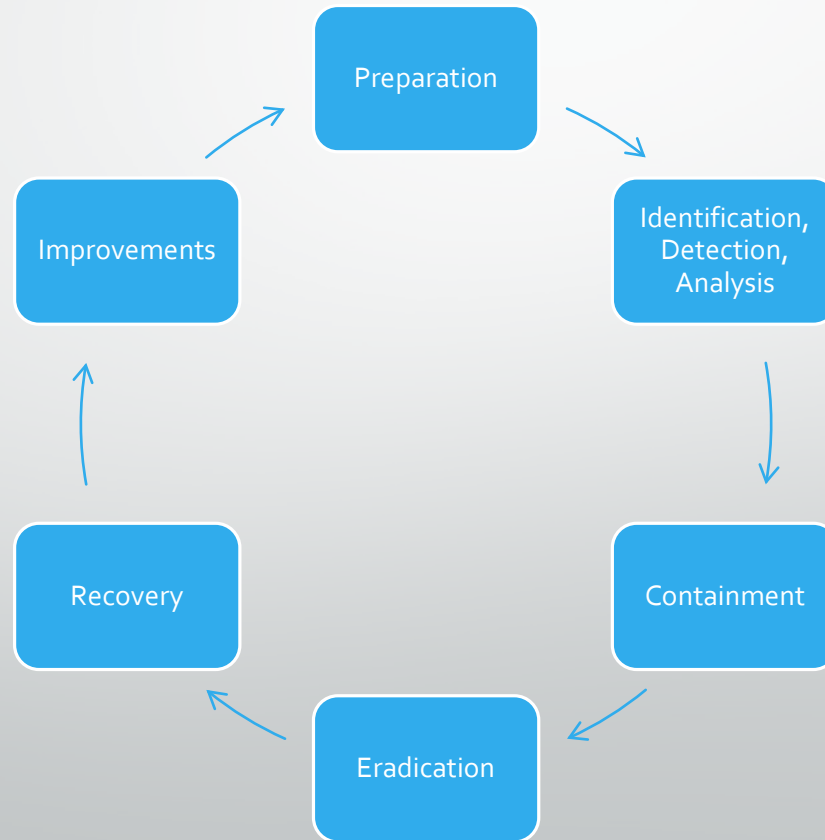 Preparation
Identification,
Detection,
Analysis
Containment
Eradication
Recovery
Improvements